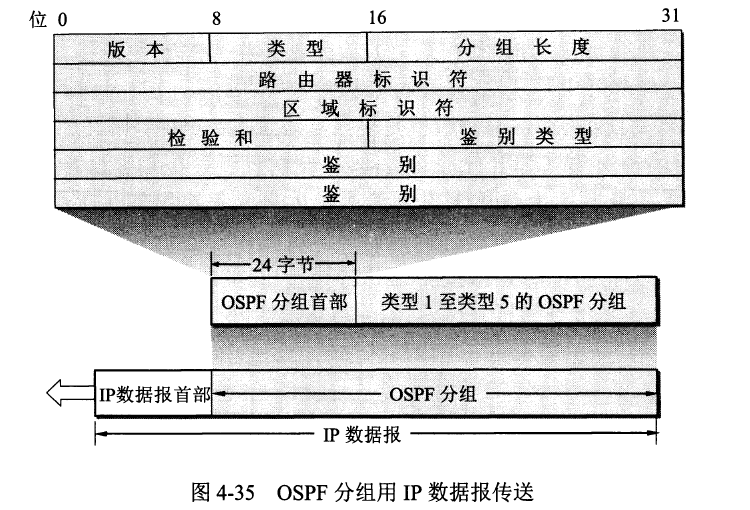 位 0 8 16 31
版本 类型 分组长度
路由器标识符
区域标识符
检验和 鉴别类型
鉴别
鉴别
24 字节
OSPF 分组首部 类型 1 至类型 5 的 OSPF 分组
IP数据报首部 OSPF 分组
IP 数据报
图 4-35 OSPF 分组用 IP 数据报传送